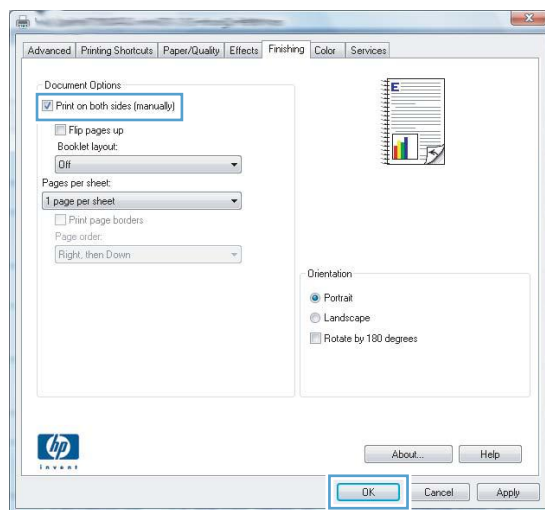 Advanced Printing Shortcuts Paper/Quality Effects Finishing Color Services
Document Options
Print on both sides (manually)
Flip pages up
Booklet layout:
Off
Pages per sheet:
1 page per sheet
Print page borders
Page order:
Right, then Down
E
Orientation
Portrait
Landscape
Rotate by 180 degrees
hp
invent
About... Help
OK Cancel Apply